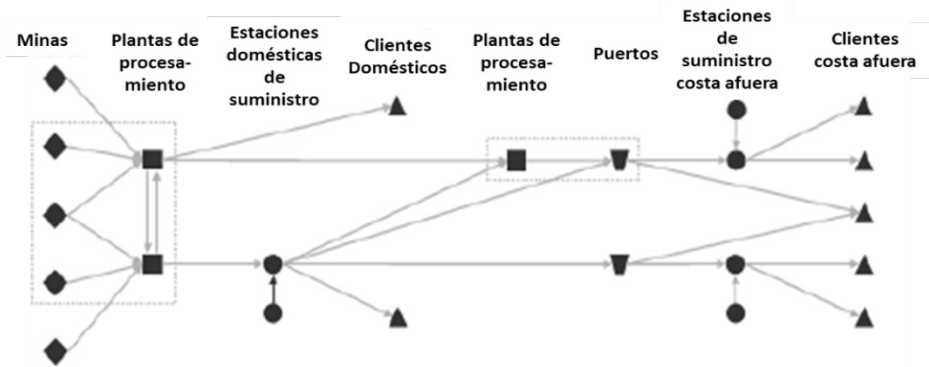 Minas
Plantas de
procesa-
miento
Estaciones
domésticas
de
suministro
Clientes
Domésticos
Plantas de
procesa-
miento
Puertos
Estaciones
de
suministro
costa afuera
Clientes
costa afuera